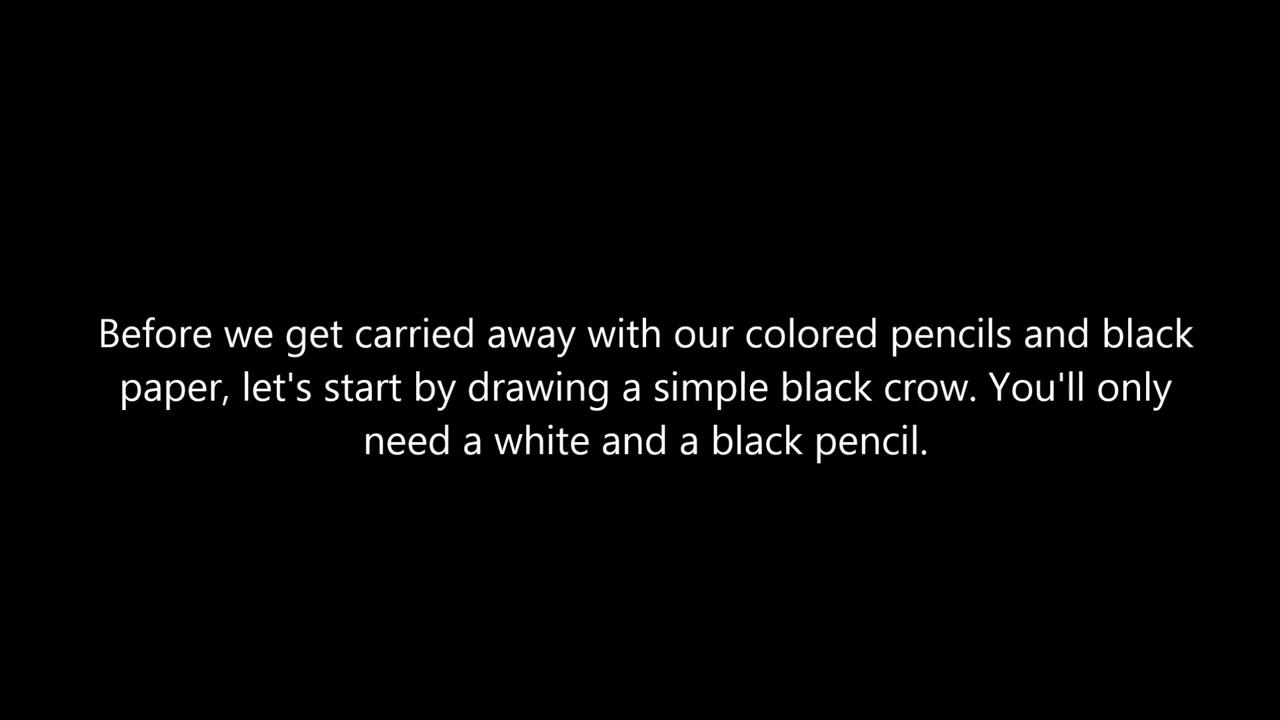 Before we get carried away with our colored pencils and black
paper, let's start by drawing a simple black crow. You'll only
need a white and a black pencil.